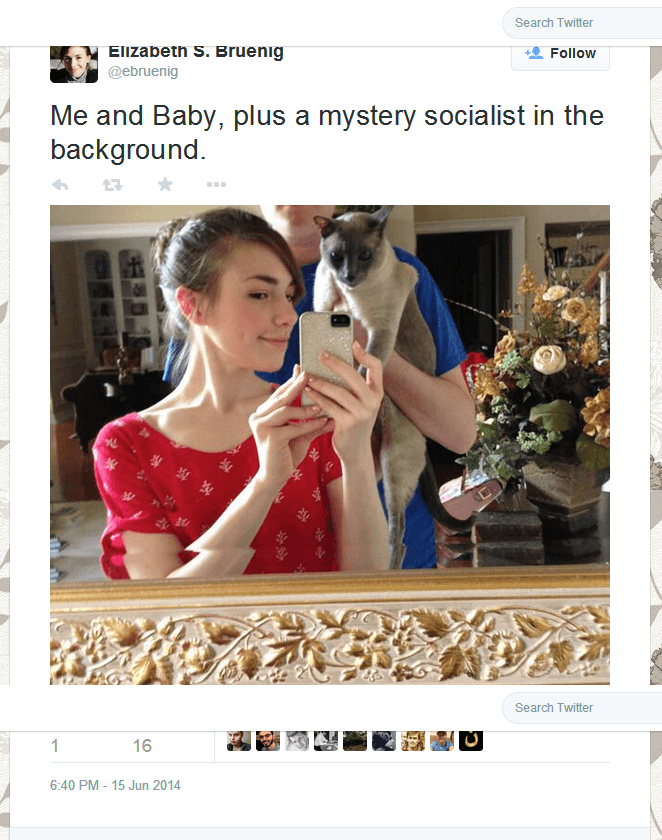 Search Twitter
Elizabeth S. Bruenig
Follow
@ebruenig
Me and Baby, plus a mystery socialist in the
background.
Search Twitter
1 16
6:40 PM - 15 Jun 2014